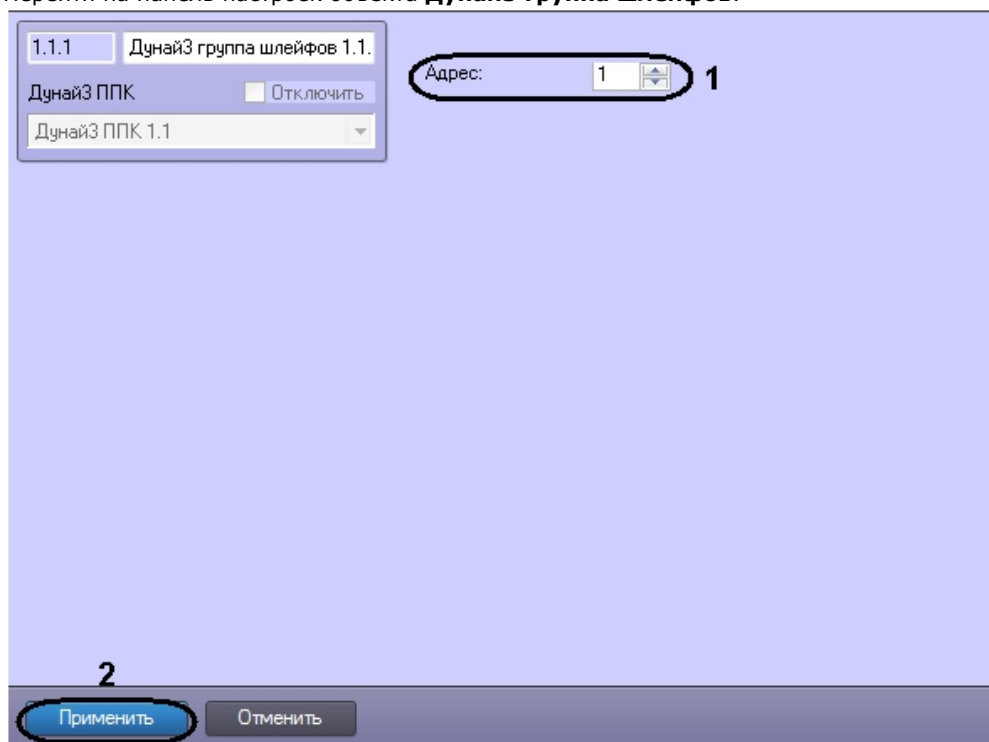 Перейти на панель настроек объекта Дунай3 группа шлейфов.
1.1.1 Дунай3 группа шлейфов 1.1.
Адрес: 1 1
Дунай3 ППК Отключить
Дунай3 ППК 1.1
2
Применить Отменить